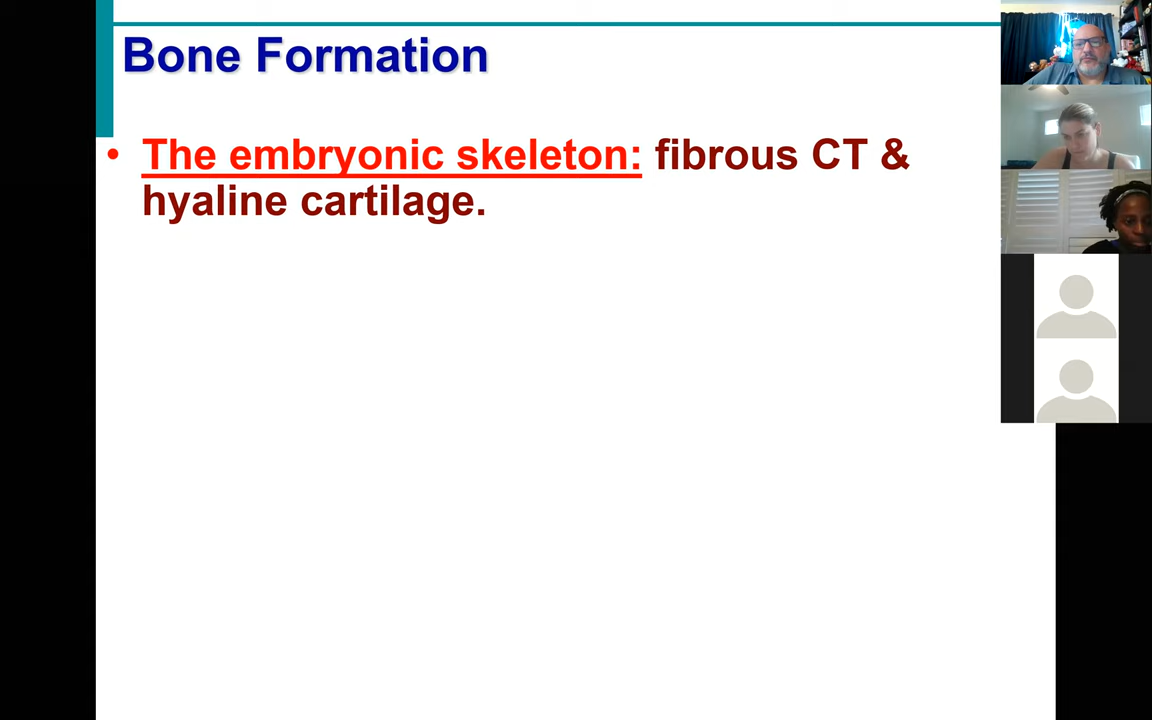 Bone Formation
• The embryonic skeleton: fibrous CT &
hyaline cartilage.